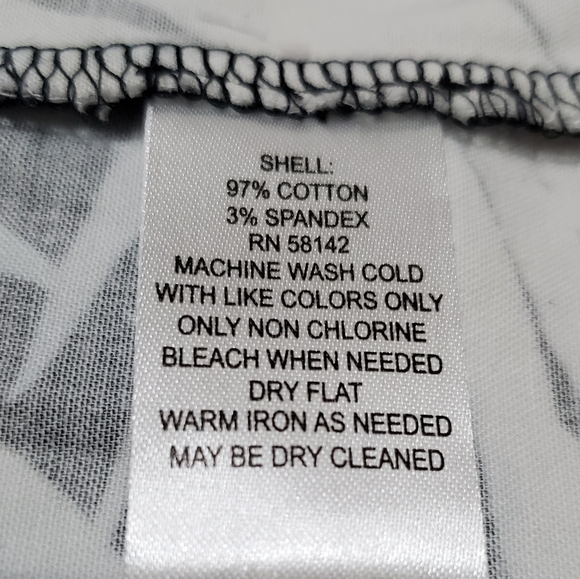 SHELL:
97% COTTON
3% SPANDEX
RN 58142
MACHINE WASH COLD
WITH LIKE COLORS ONLY
ONLY NON CHLORINE
BLEACH WHEN NEEDED
DRY FLAT
WARM IRON AS NEEDED
MAY BE DRY CLEANED